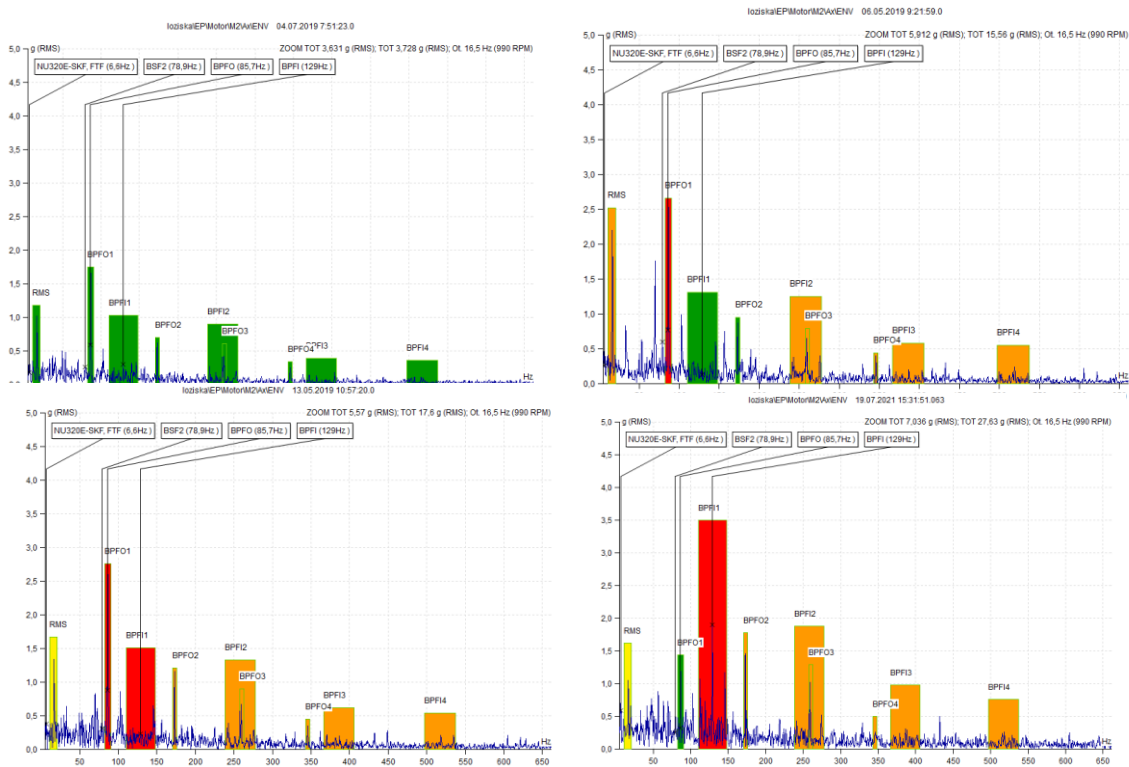 loziska\EP\Motor\M2\Ax\ENV 04.07.2019 7:51:23.0
5,0 g (RMS) ZOOM TOT 3,631 g (RMS); TOT 3,728 g (RMS); Ot. 16,5 Hz (990 RPM)
NU320E-SKF, FTF (6,6Hz ) BSF2 (78,9Hz ) BPFO (85,7Hz ) BPFI (129Hz )
4,5
4,0
3,5
3,0
2,5
2,0
BPFO1
1,5
RMS BPFI1 BPFI2
1,0
BPFO2 BPFO3
0,5
BPFO4 PFI3 BPFI4
0,0 Hz
loziska\EP\Motor\M2\Ax\ENV 06.05.2019 9:21:59.0
5,0 g (RMS) ZOOM TOT 5,912 g (RMS); TOT 15,56 g (RMS); Ot. 16,5 Hz (990 RPM)
NU320E-SKF, FTF (6,6Hz ) BSF2 (78,9Hz ) BPFO (85,7Hz ) BPFI (129Hz )
4,5
4,0
3,5
3,0
RMS BPFO1
2,5
2,0
1,5
BPFI1 BPFI2
1,0
BPFO2 BPFO3
BPFO4 BPFI3 BPFI4
0,5
0,0 Hz
13.05.2019 10:57:20.0
5,0 g (RMS) ZOOM TOT 5,57 g (RMS); TOT 17,6 g (RMS); Ot. 16,5 Hz (990 RPM)
NU320E-SKF, FTF (6,6Hz ) BSF2 (78,9Hz ) BPFO (85,7Hz ) BPFI (129Hz )
4,5
4,0
3,5
3,0
BPFO1
2,5
2,0
RMS
1,5
BPFI1 BPFI2
BPFO2 BPFO3
1,0
BPFO4 BPFI3 BPFI4
0,5
0,0 Hz
50 100 150 200 250 300 350 400 450 500 550 600 650
loziska\EP\Motor\M2\Ax\ENV 19.07.2021 15:31:51.063
5,0 g (RMS) ZOOM TOT 7,036 g (RMS); TOT 27,63 g (RMS); Ot. 16,5 Hz (990 RPM)
NU320E-SKF, FTF (6,6Hz ) BSF2 (78,9Hz ) BPFO (85,7Hz ) BPFI (129Hz )
4,5
4,0
BPFI1
3,5
3,0
2,5
2,0
RMS BPFO1 BPFO2 BPFI2
1,5
BPFO3
1,0
BPFO4 BPFI3 BPFI4
0,5
0,0 Hz
50 100 150 200 250 300 350 400 450 500 550 600 650